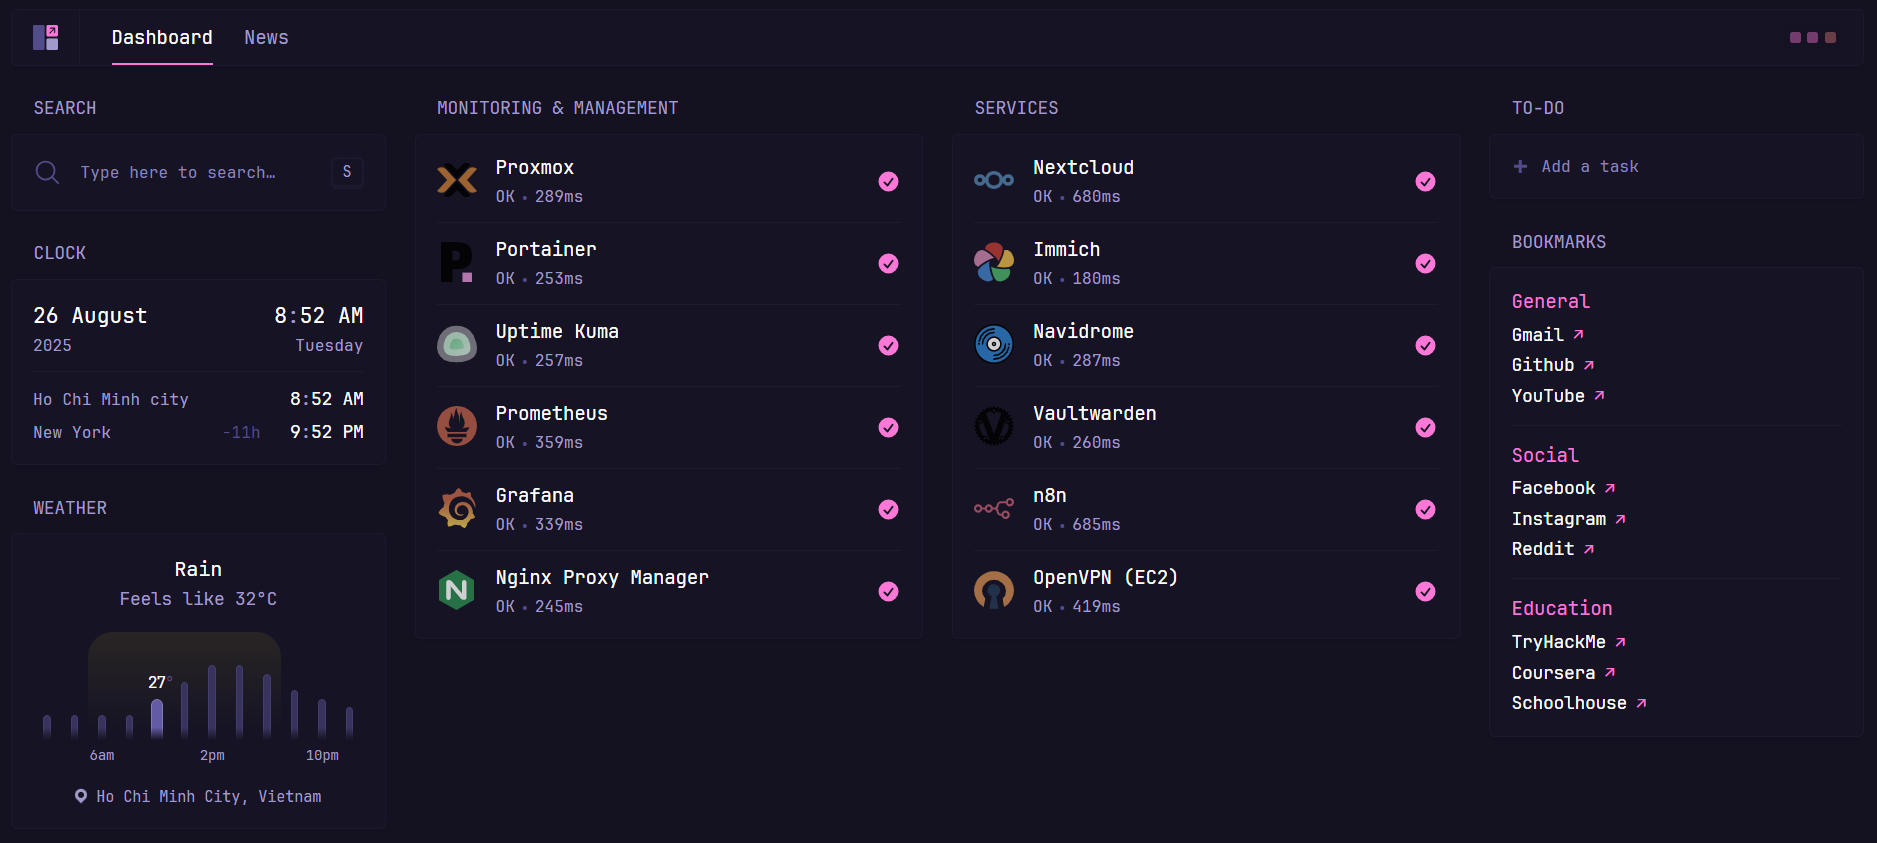 Dashboard News
SEARCH
Type here to search…
S
CLOCK
26 August 8:52 AM
2025 Tuesday
Ho Chi Minh city 8:52 AM
New York -11h 9:52 PM
WEATHER
Rain
Feels like 32°C
27°
6am 2pm 10pm
Ho Chi Minh City, Vietnam
MONITORING & MANAGEMENT
Proxmox
OK • 289ms
P.
Portainer
OK • 253ms
Uptime Kuma
OK • 257ms
Prometheus
OK • 359ms
Grafana
OK • 339ms
N
Nginx Proxy Manager
OK • 245ms
SERVICES
Nextcloud
OK • 680ms
Immich
OK • 180ms
Navidrome
OK • 287ms
V
Vaultwarden
OK • 260ms
n8n
OK • 685ms
OpenVPN (EC2)
OK • 419ms
TO-DO
+ Add a task
BOOKMARKS
General
Gmail
Github
YouTube
Social
Facebook
Instagram
Reddit
Education
TryHackMe
Coursera
Schoolhouse